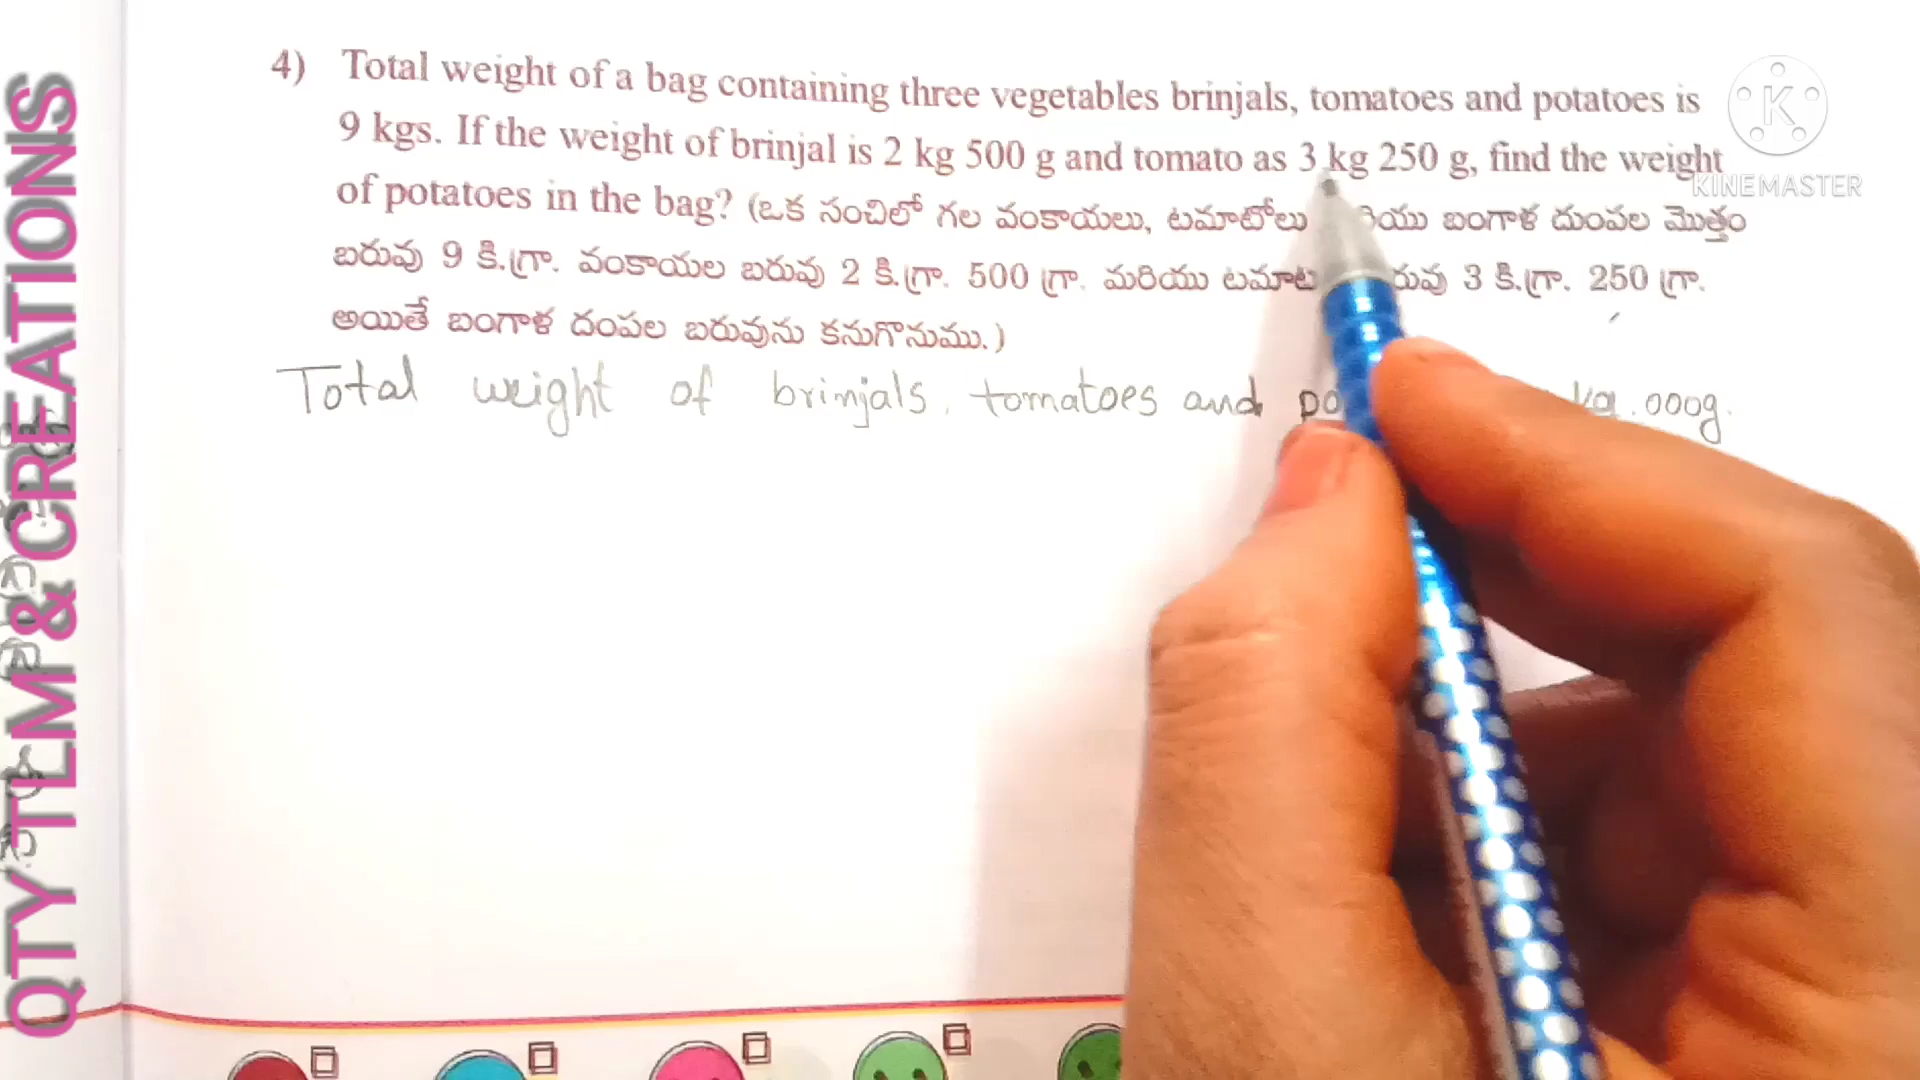 4) Total weight of a bag containing three vegetables brinjals, tomatoes and potatoes is
9 kgs. If the weight of brinjal is 2 kg 500 g and tomato as 3 kg 250 g, find the weight
of potatoes in the bag? (ఒక సంచిలో గల వంకాయలు, టమాటోలు బంగాళ దుంపల మొత్తం
బరువు 9 కి.గ్రా. వంకాయల బరువు 2 కి.గ్రా. 500 గ్రా. మరియు 3 కి.గ్రా. 250 గ్రా.
అయితే బంగాళ దంపల బరువును కనుగొనుము.)
Total weight of brinjals, tomatoes and kg.000g.
KINEMASTER
QTY TLM & CREATIONS